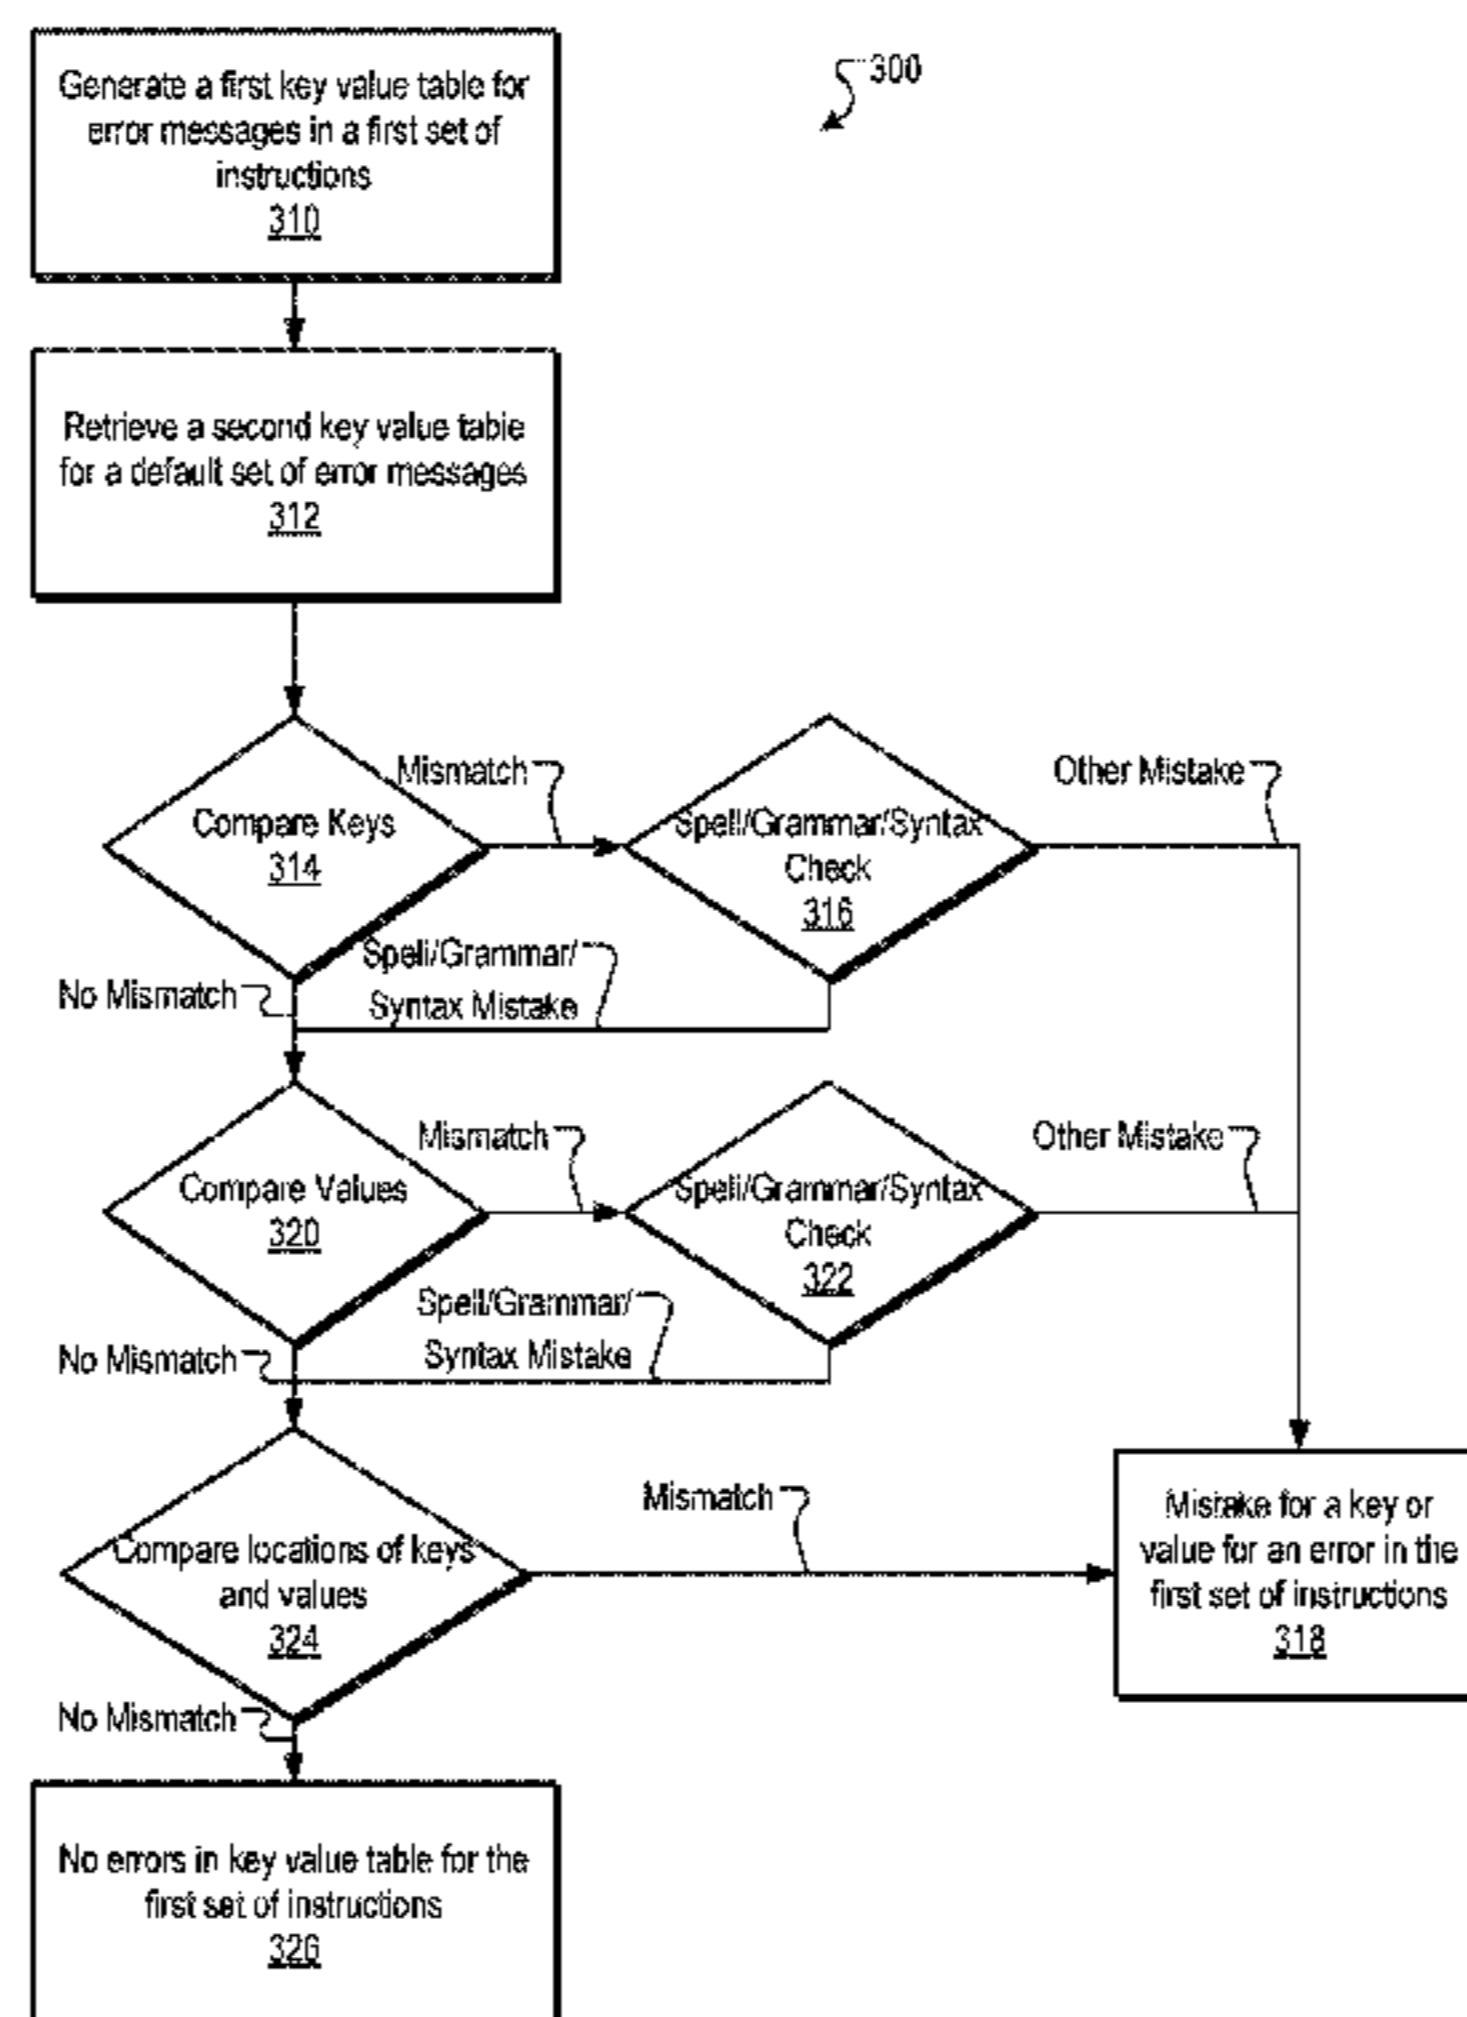 300
Generate a first key value table for
error messages in a first set of
instructions
310
Retrieve a second key value table
for a default set of error messages
312
Mismatch
Other Mistake
Compare Keys
314
Spell/Grammar/Syntax
Check
316
Spell/Grammar/
Syntax Mistake
No Mismatch
Mismatch
Other Mistake
Compare Values
320
Spell/Grammar/Syntax
Check
322
Spell/Grammar/
Syntax Mistake
No Mismatch
Mismatch
Compare locations of keys
and values
324
Mistake for a key or
value for an error in the
first set of instructions
318
No Mismatch
No errors in key value table for the
first set of instructions
326